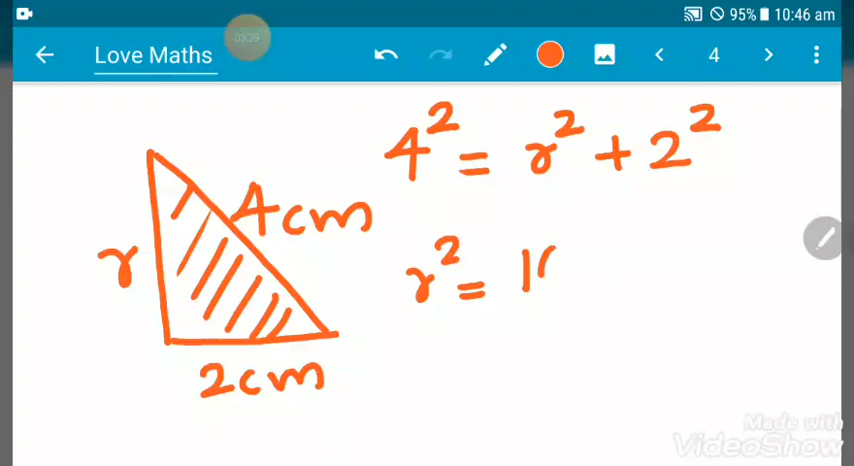 95% 10:46 am
03:29
Love Maths 4
4² = r² + 2²
4cm
r
r² = 1
2cm
Made with
VideoShow